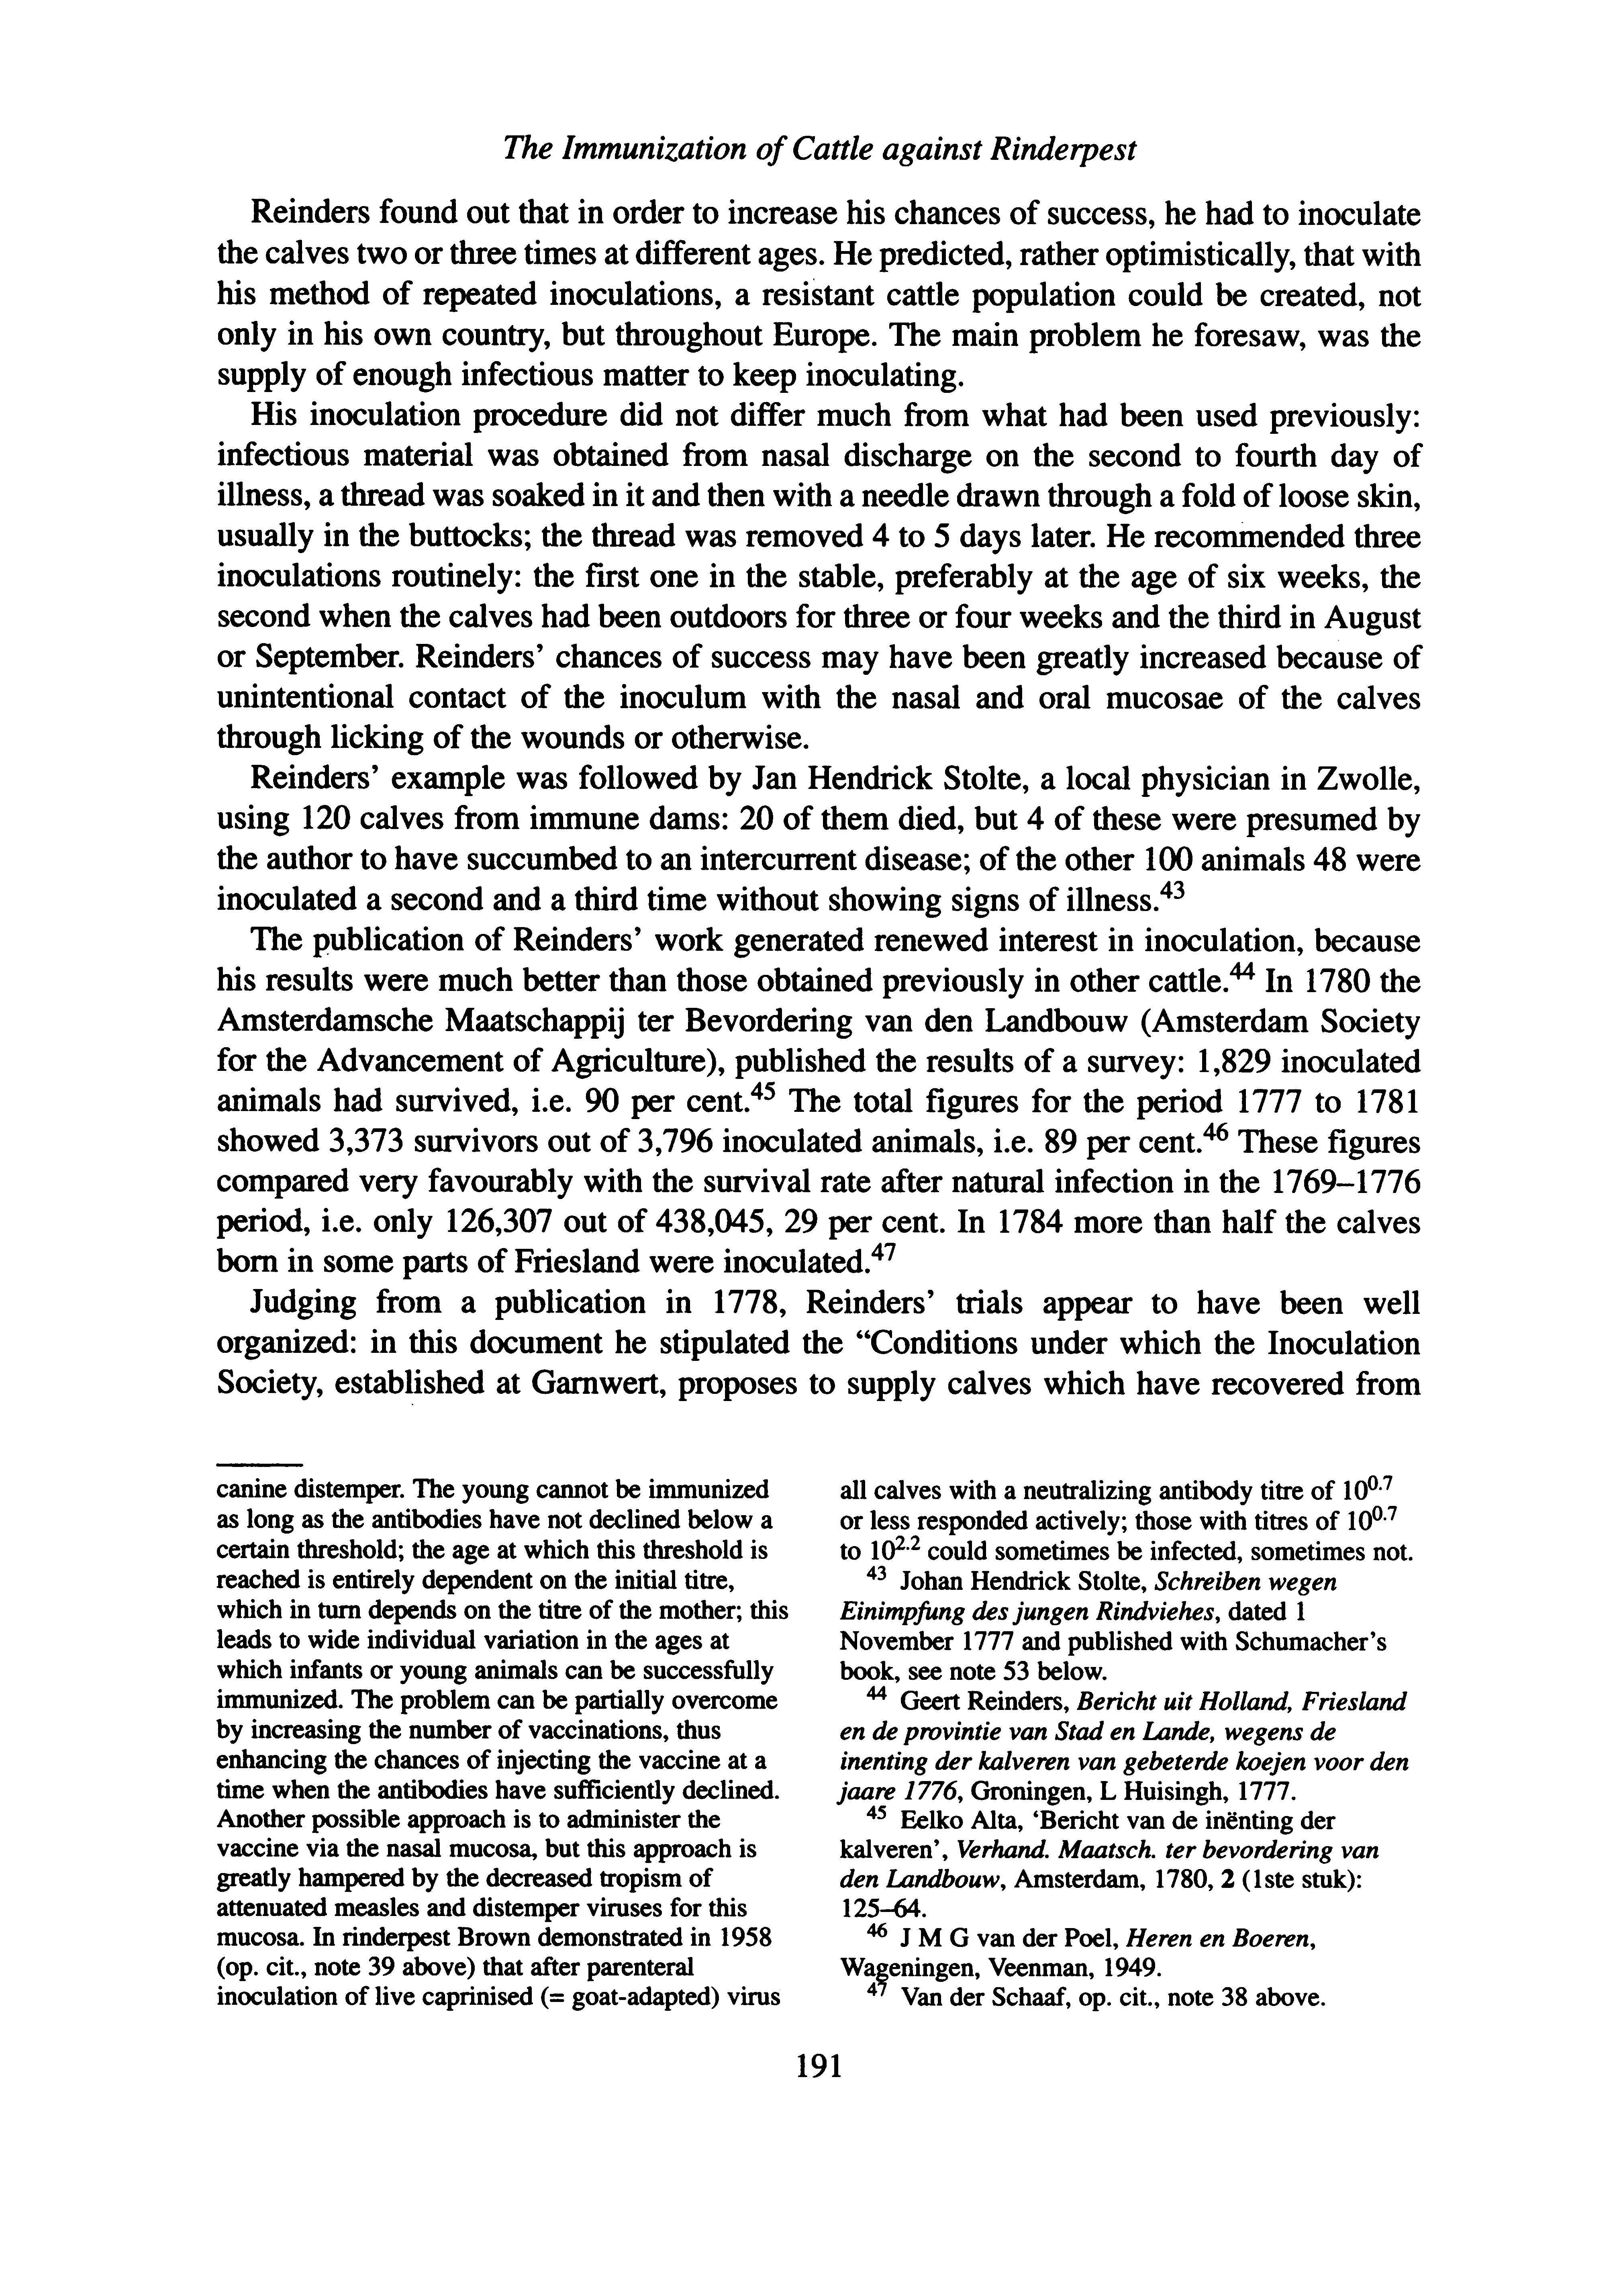 The Immunization of Cattle against Rinderpest
Reinders found out that in order to increase his chances of success, he had to inoculate
the calves two or three times at different ages. He predicted, rather optimistically, that with
his method of repeated inoculations, a resistant cattle population could be created, not
only in his own country, but throughout Europe. The main problem he foresaw, was the
supply of enough infectious matter to keep inoculating.
His inoculation procedure did not differ much from what had been used previously:
infectious material was obtained from nasal discharge on the second to fourth day of
illness, a thread was soaked in it and then with a needle drawn through a fold of loose skin,
usually in the buttocks; the thread was removed 4 to 5 days later. He recommended three
inoculations routinely: the first one in the stable, preferably at the age of six weeks, the
second when the calves had been outdoors for three or four weeks and the third in August
or September. Reinders' chances of success may have been greatly increased because of
unintentional contact of the inoculum with the nasal and oral mucosae of the calves
through licking of the wounds or otherwise.
Reinders' example was followed by Jan Hendrick Stolte, a local physician in Zwolle,
using 120 calves from immune dams: 20 of them died, but 4 of these were presumed by
the author to have succumbed to an intercurrent disease; of the other 100 animals 48 were
inoculated a second and a third time without showing signs of illness.43
The publication of Reinders' work generated renewed interest in inoculation, because
his results were much better than those obtained previously in other cattle.44 In 1780 the
Amsterdamsche Maatschappij ter Bevordering van den Landbouw (Amsterdam Society
for the Advancement of Agriculture), published the results of a survey: 1,829 inoculated
animals had survived, i.e. 90 per cent.45 The total figures for the period 1777 to 1781
showed 3,373 survivors out of 3,796 inoculated animals, i.e. 89 per cent.46 These figures
compared very favourably with the survival rate after natural infection in the 1769–1776
period, i.e. only 126,307 out of 438,045, 29 per cent. In 1784 more than half the calves
born in some parts of Friesland were inoculated.47
Judging from a publication in 1778, Reinders' trials appear to have been well
organized: in this document he stipulated the "Conditions under which the Inoculation
Society, established at Garnwert, proposes to supply calves which have recovered from
canine distemper. The young cannot be immunized
as long as the antibodies have not declined below a
certain threshold; the age at which this threshold is
reached is entirely dependent on the initial titre,
which in turn depends on the titre of the mother; this
leads to wide individual variation in the ages at
which infants or young animals can be successfully
immunized. The problem can be partially overcome
by increasing the number of vaccinations, thus
enhancing the chances of injecting the vaccine at a
time when the antibodies have sufficiently declined.
Another possible approach is to administer the
vaccine via the nasal mucosa, but this approach is
greatly hampered by the decreased tropism of
attenuated measles and distemper viruses for this
mucosa. In rinderpest Brown demonstrated in 1958
(op. cit., note 39 above) that after parenteral
inoculation of live caprinised (= goat-adapted) virus
all calves with a neutralizing antibody titre of 10^0.7
or less responded actively; those with titres of 10^0.7
to 10^2.2 could sometimes be infected, sometimes not.
43 Johan Hendrick Stolte, Schreiben wegen
Einimpfung des jungen Rindviehes, dated 1
November 1777 and published with Schumacher's
book, see note 53 below.
44 Geert Reinders, Bericht uit Holland, Friesland
en de provintie van Stad en Lande, wegens de
inenting der kalveren van gebeterde koejen voor den
jaare 1776, Groningen, L Huisingh, 1777.
45 Eelko Alta, 'Bericht van de inënting der
kalveren', Verhand. Maatsch. ter bevordering van
den Landbouw, Amsterdam, 1780, 2 (1ste stuk):
125–64.
46 J M G van der Poel, Heren en Boeren,
Wageningen, Veenman, 1949.
47 Van der Schaaf, op. cit., note 38 above.
191